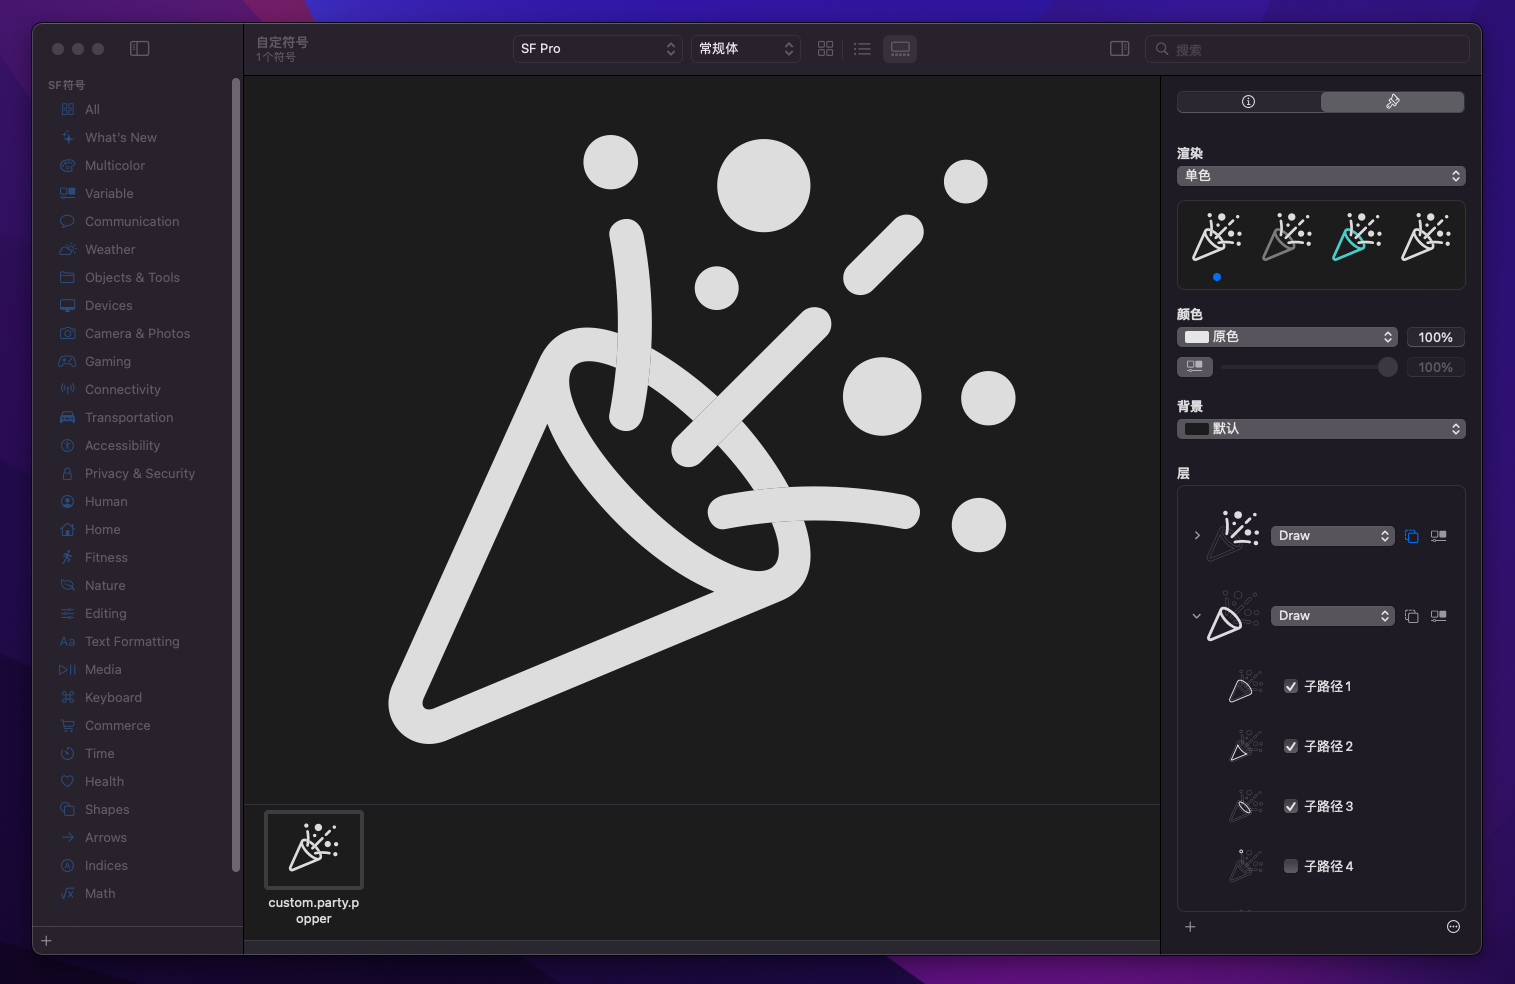 自定符号
1个符号
SF Pro
常规体
搜索
SF符号
All
What's New
Multicolor
Variable
Communication
Weather
Objects & Tools
Devices
Camera & Photos
Gaming
Connectivity
Transportation
Accessibility
Privacy & Security
Human
Home
Fitness
Nature
Editing
Aa Text Formatting
Media
Keyboard
Commerce
Time
Health
Shapes
Arrows
Indices
Math
custom.party.p
opper
渲染
单色
颜色
原色
100%
100%
背景
默认
层
Draw
Draw
子路径 1
子路径 2
子路径 3
子路径 4